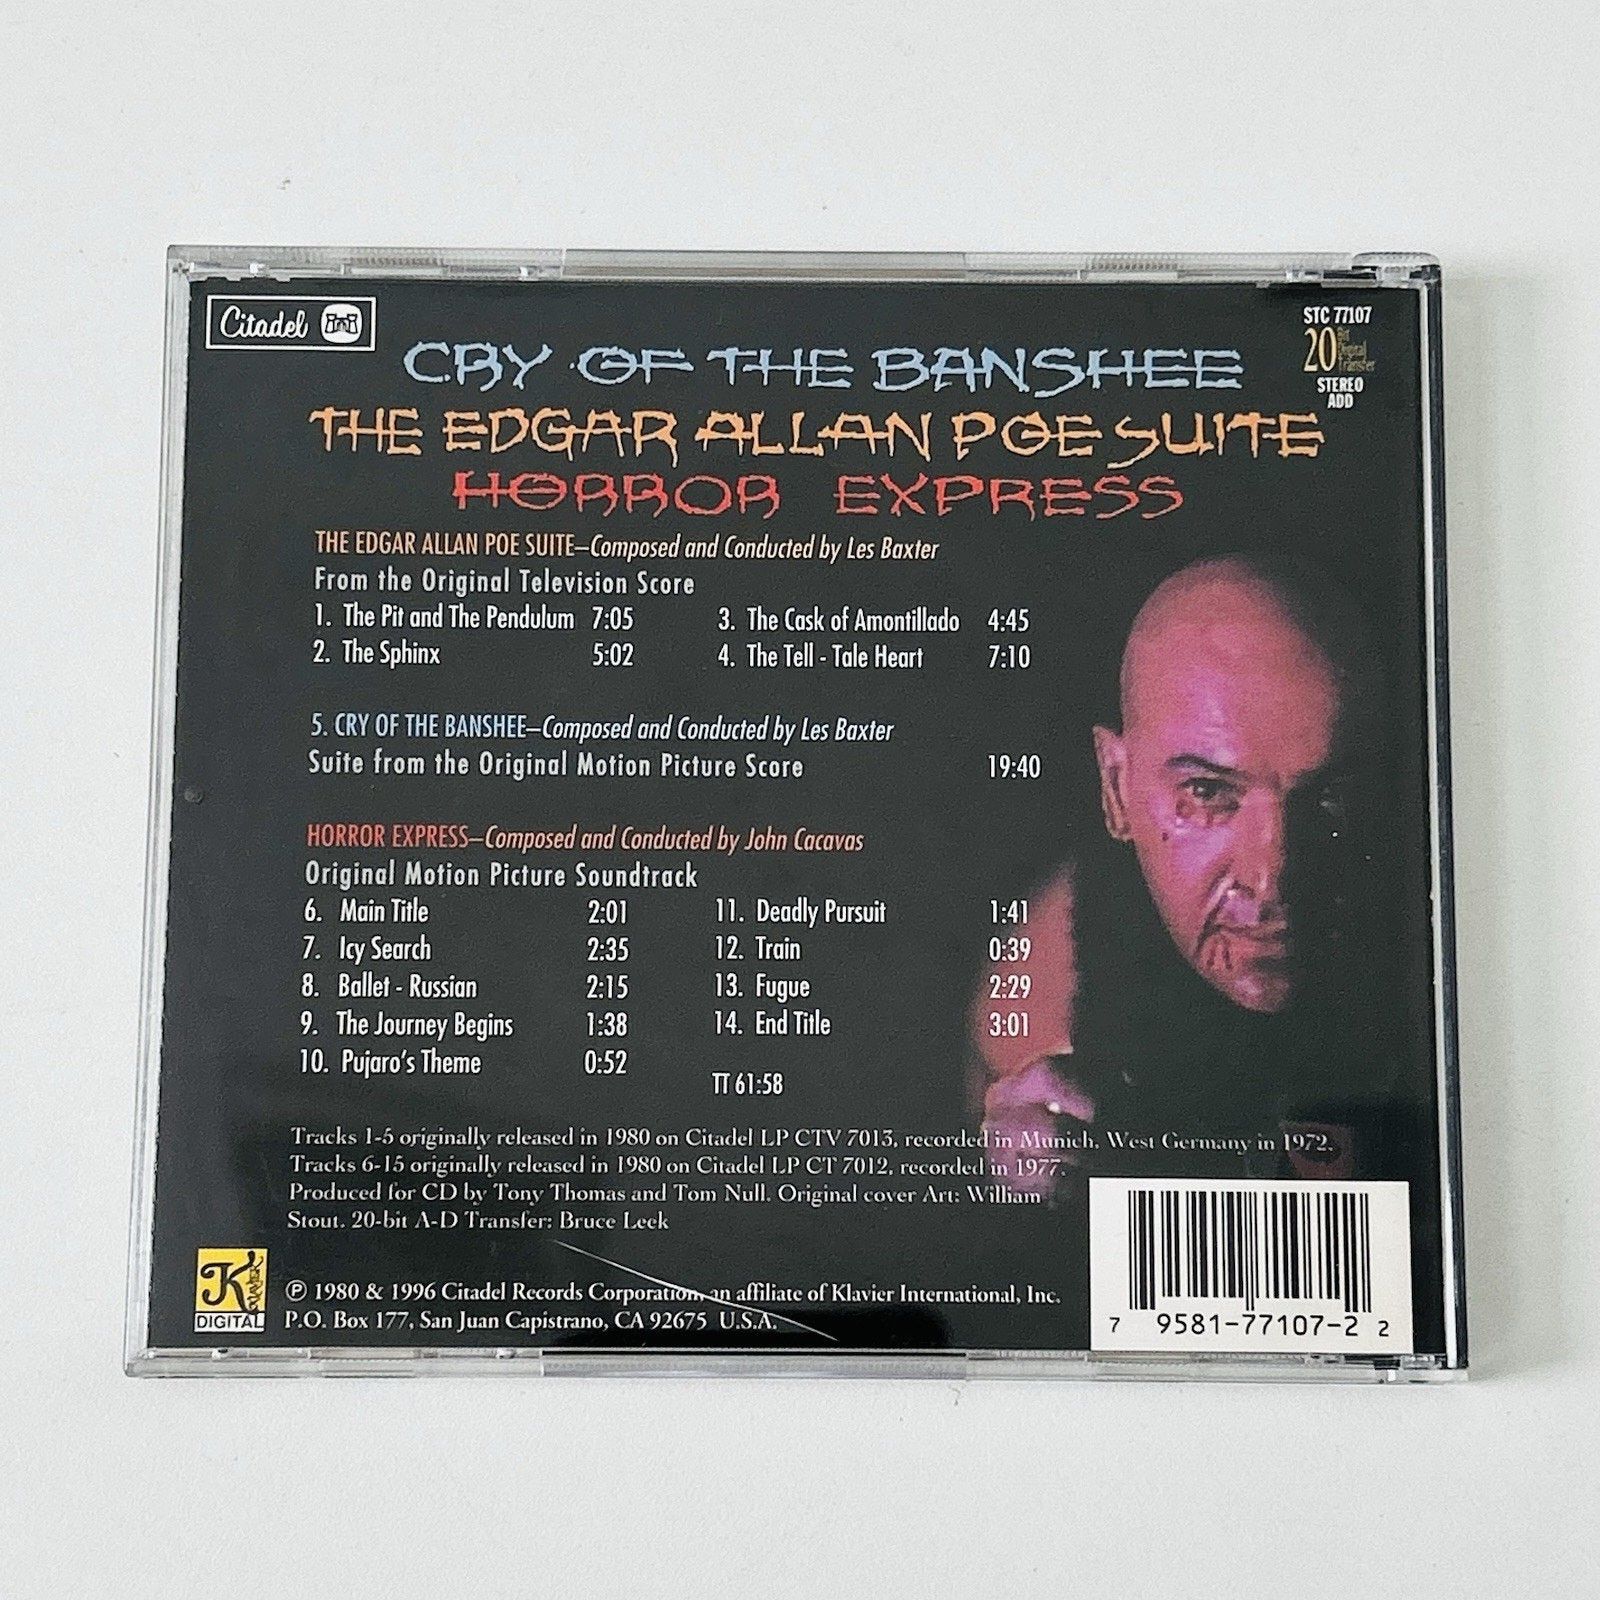 Citadel
STC 77107
20 Bit Digital Transfer
STEREO
ADD
CRY OF THE BANSHEE
THE EDGAR ALLAN POE SUITE
HORROR EXPRESS
THE EDGAR ALLAN POE SUITE–Composed and Conducted by Les Baxter
From the Original Television Score
1. The Pit and The Pendulum 7:05
2. The Sphinx 5:02
3. The Cask of Amontillado 4:45
4. The Tell - Tale Heart 7:10
5. CRY OF THE BANSHEE–Composed and Conducted by Les Baxter
Suite from the Original Motion Picture Score 19:40
HORROR EXPRESS–Composed and Conducted by John Cacavas
Original Motion Picture Soundtrack
6. Main Title 2:01
7. Icy Search 2:35
8. Ballet - Russian 2:15
9. The Journey Begins 1:38
10. Pujaro's Theme 0:52
11. Deadly Pursuit 1:41
12. Train 0:39
13. Fugue 2:29
14. End Title 3:01
TT 61:58
Tracks 1-5 originally released in 1980 on Citadel LP CTV 7013, recorded in Munich, West Germany in 1972.
Tracks 6-15 originally released in 1980 on Citadel LP CT 7012, recorded in 1977.
Produced for CD by Tony Thomas and Tom Null. Original cover Art: William
Stout. 20-bit A-D Transfer: Bruce Leek
K KLAVIER
DIGITAL
℗ 1980 & 1996 Citadel Records Corporation, an affiliate of Klavier International, Inc.
P.O. Box 177, San Juan Capistrano, CA 92675 U.S.A.
7 9581-77107-2 2